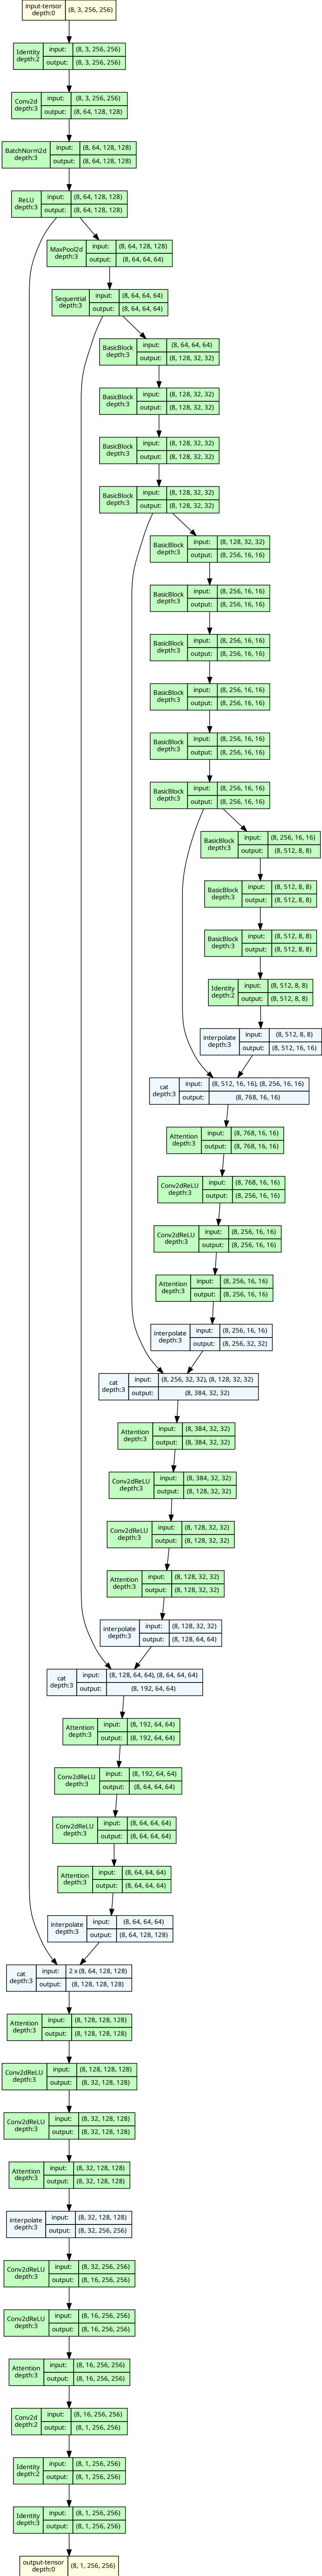 input-tensor
depth:0 (8, 3, 256, 256)
Identity input: (8, 3, 256, 256)
depth:2 output: (8, 3, 256, 256)
Conv2d input: (8, 3, 256, 256)
depth:3 output: (8, 64, 128, 128)
BatchNorm2d input: (8, 64, 128, 128)
depth:3 output: (8, 64, 128, 128)
ReLU input: (8, 64, 128, 128)
depth:3 output: (8, 64, 128, 128)
MaxPool2d input: (8, 64, 128, 128)
depth:3 output: (8, 64, 64, 64)
Sequential input: (8, 64, 64, 64)
depth:3 output: (8, 64, 64, 64)
BasicBlock input: (8, 64, 64, 64)
depth:3 output: (8, 128, 32, 32)
BasicBlock input: (8, 128, 32, 32)
depth:3 output: (8, 128, 32, 32)
BasicBlock input: (8, 128, 32, 32)
depth:3 output: (8, 128, 32, 32)
BasicBlock input: (8, 128, 32, 32)
depth:3 output: (8, 128, 32, 32)
BasicBlock input: (8, 128, 32, 32)
depth:3 output: (8, 256, 16, 16)
BasicBlock input: (8, 256, 16, 16)
depth:3 output: (8, 256, 16, 16)
BasicBlock input: (8, 256, 16, 16)
depth:3 output: (8, 256, 16, 16)
BasicBlock input: (8, 256, 16, 16)
depth:3 output: (8, 256, 16, 16)
BasicBlock input: (8, 256, 16, 16)
depth:3 output: (8, 256, 16, 16)
BasicBlock input: (8, 256, 16, 16)
depth:3 output: (8, 256, 16, 16)
BasicBlock input: (8, 256, 16, 16)
depth:3 output: (8, 512, 8, 8)
BasicBlock input: (8, 512, 8, 8)
depth:3 output: (8, 512, 8, 8)
BasicBlock input: (8, 512, 8, 8)
depth:3 output: (8, 512, 8, 8)
Identity input: (8, 512, 8, 8)
depth:2 output: (8, 512, 8, 8)
interpolate input: (8, 512, 8, 8)
depth:3 output: (8, 512, 16, 16)
cat input: (8, 512, 16, 16), (8, 256, 16, 16)
depth:3 output: (8, 768, 16, 16)
Attention input: (8, 768, 16, 16)
depth:3 output: (8, 768, 16, 16)
Conv2dReLU input: (8, 768, 16, 16)
depth:3 output: (8, 256, 16, 16)
Conv2dReLU input: (8, 256, 16, 16)
depth:3 output: (8, 256, 16, 16)
Attention input: (8, 256, 16, 16)
depth:3 output: (8, 256, 16, 16)
interpolate input: (8, 256, 16, 16)
depth:3 output: (8, 256, 32, 32)
cat input: (8, 256, 32, 32), (8, 128, 32, 32)
depth:3 output: (8, 384, 32, 32)
Attention input: (8, 384, 32, 32)
depth:3 output: (8, 384, 32, 32)
Conv2dReLU input: (8, 384, 32, 32)
depth:3 output: (8, 128, 32, 32)
Conv2dReLU input: (8, 128, 32, 32)
depth:3 output: (8, 128, 32, 32)
Attention input: (8, 128, 32, 32)
depth:3 output: (8, 128, 32, 32)
interpolate input: (8, 128, 32, 32)
depth:3 output: (8, 128, 64, 64)
cat input: (8, 128, 64, 64), (8, 64, 64, 64)
depth:3 output: (8, 192, 64, 64)
Attention input: (8, 192, 64, 64)
depth:3 output: (8, 192, 64, 64)
Conv2dReLU input: (8, 192, 64, 64)
depth:3 output: (8, 64, 64, 64)
Conv2dReLU input: (8, 64, 64, 64)
depth:3 output: (8, 64, 64, 64)
Attention input: (8, 64, 64, 64)
depth:3 output: (8, 64, 64, 64)
interpolate input: (8, 64, 64, 64)
depth:3 output: (8, 64, 128, 128)
cat input: 2 x (8, 64, 128, 128)
depth:3 output: (8, 128, 128, 128)
Attention input: (8, 128, 128, 128)
depth:3 output: (8, 128, 128, 128)
Conv2dReLU input: (8, 128, 128, 128)
depth:3 output: (8, 32, 128, 128)
Conv2dReLU input: (8, 32, 128, 128)
depth:3 output: (8, 32, 128, 128)
Attention input: (8, 32, 128, 128)
depth:3 output: (8, 32, 128, 128)
interpolate input: (8, 32, 128, 128)
depth:3 output: (8, 32, 256, 256)
Conv2dReLU input: (8, 32, 256, 256)
depth:3 output: (8, 16, 256, 256)
Conv2dReLU input: (8, 16, 256, 256)
depth:3 output: (8, 16, 256, 256)
Attention input: (8, 16, 256, 256)
depth:3 output: (8, 16, 256, 256)
Conv2d input: (8, 16, 256, 256)
depth:2 output: (8, 1, 256, 256)
Identity input: (8, 1, 256, 256)
depth:2 output: (8, 1, 256, 256)
Identity input: (8, 1, 256, 256)
depth:3 output: (8, 1, 256, 256)
output-tensor
depth:0 (8, 1, 256, 256)